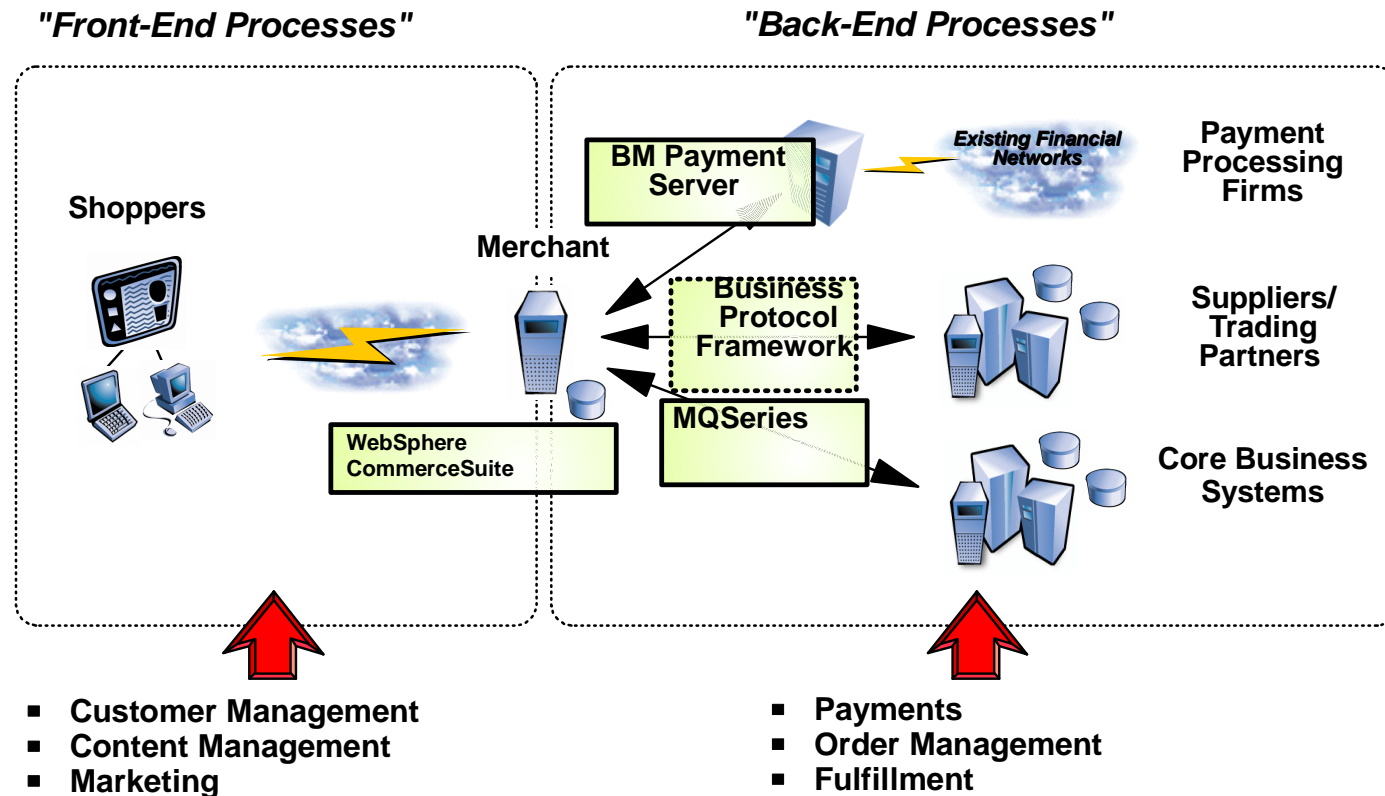 "Front-End Processes"
"Back-End Processes"
Shoppers
Merchant
WebSphere
CommerceSuite
BM Payment
Server
Existing Financial
Networks
Payment
Processing
Firms
Business
Protocol
Framework
Suppliers/
Trading
Partners
MQSeries
Core Business
Systems
▪ Customer Management
▪ Content Management
▪ Marketing
▪ Payments
▪ Order Management
▪ Fulfillment